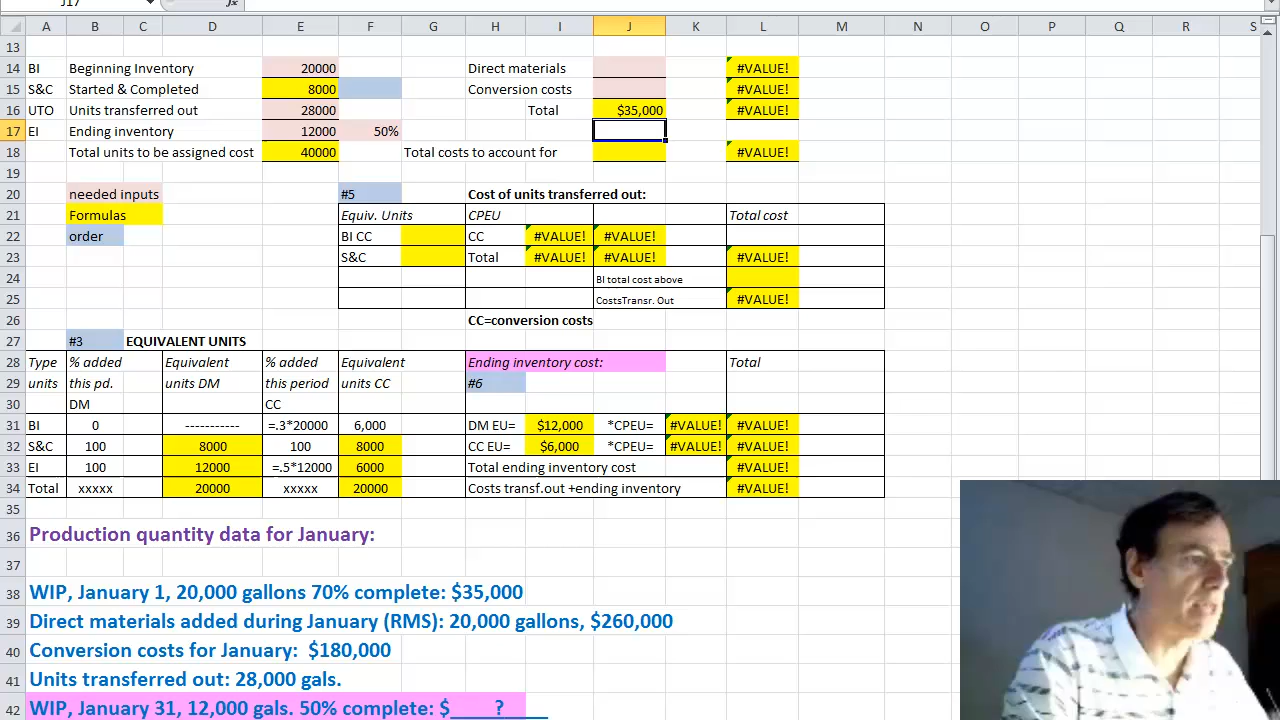 J17
A B C D E F G H I J K L M N O P Q R S
13
14 BI Beginning Inventory 20000 Direct materials #VALUE!
15 S&C Started & Completed 8000 Conversion costs #VALUE!
16 UTO Units transferred out 28000 Total $35,000 #VALUE!
17 EI Ending inventory 12000 50%
18 Total units to be assigned cost 40000 Total costs to account for #VALUE!
19
20 needed inputs #5 Cost of units transferred out:
21 Formulas Equiv. Units CPEU Total cost
22 order BI CC CC #VALUE! #VALUE!
23 S&C Total #VALUE! #VALUE! #VALUE!
24 BI total cost above
25 CostsTransr. Out #VALUE!
26 CC=conversion costs
27 #3 EQUIVALENT UNITS
28 Type % added Equivalent % added Equivalent Ending inventory cost: Total
29 units this pd. units DM this period units CC #6
30 DM CC
31 BI 0 ----------- =.3*20000 6,000 DM EU= $12,000 *CPEU= #VALUE! #VALUE!
32 S&C 100 8000 100 8000 CC EU= $6,000 *CPEU= #VALUE! #VALUE!
33 EI 100 12000 =.5*12000 6000 Total ending inventory cost #VALUE!
34 Total xxxxx 20000 xxxxx 20000 Costs transf.out +ending inventory #VALUE!
35
36 Production quantity data for January:
37
38 WIP, January 1, 20,000 gallons 70% complete: $35,000
39 Direct materials added during January (RMS): 20,000 gallons, $260,000
40 Conversion costs for January: $180,000
41 Units transferred out: 28,000 gals.
42 WIP, January 31, 12,000 gals. 50% complete: $____?____